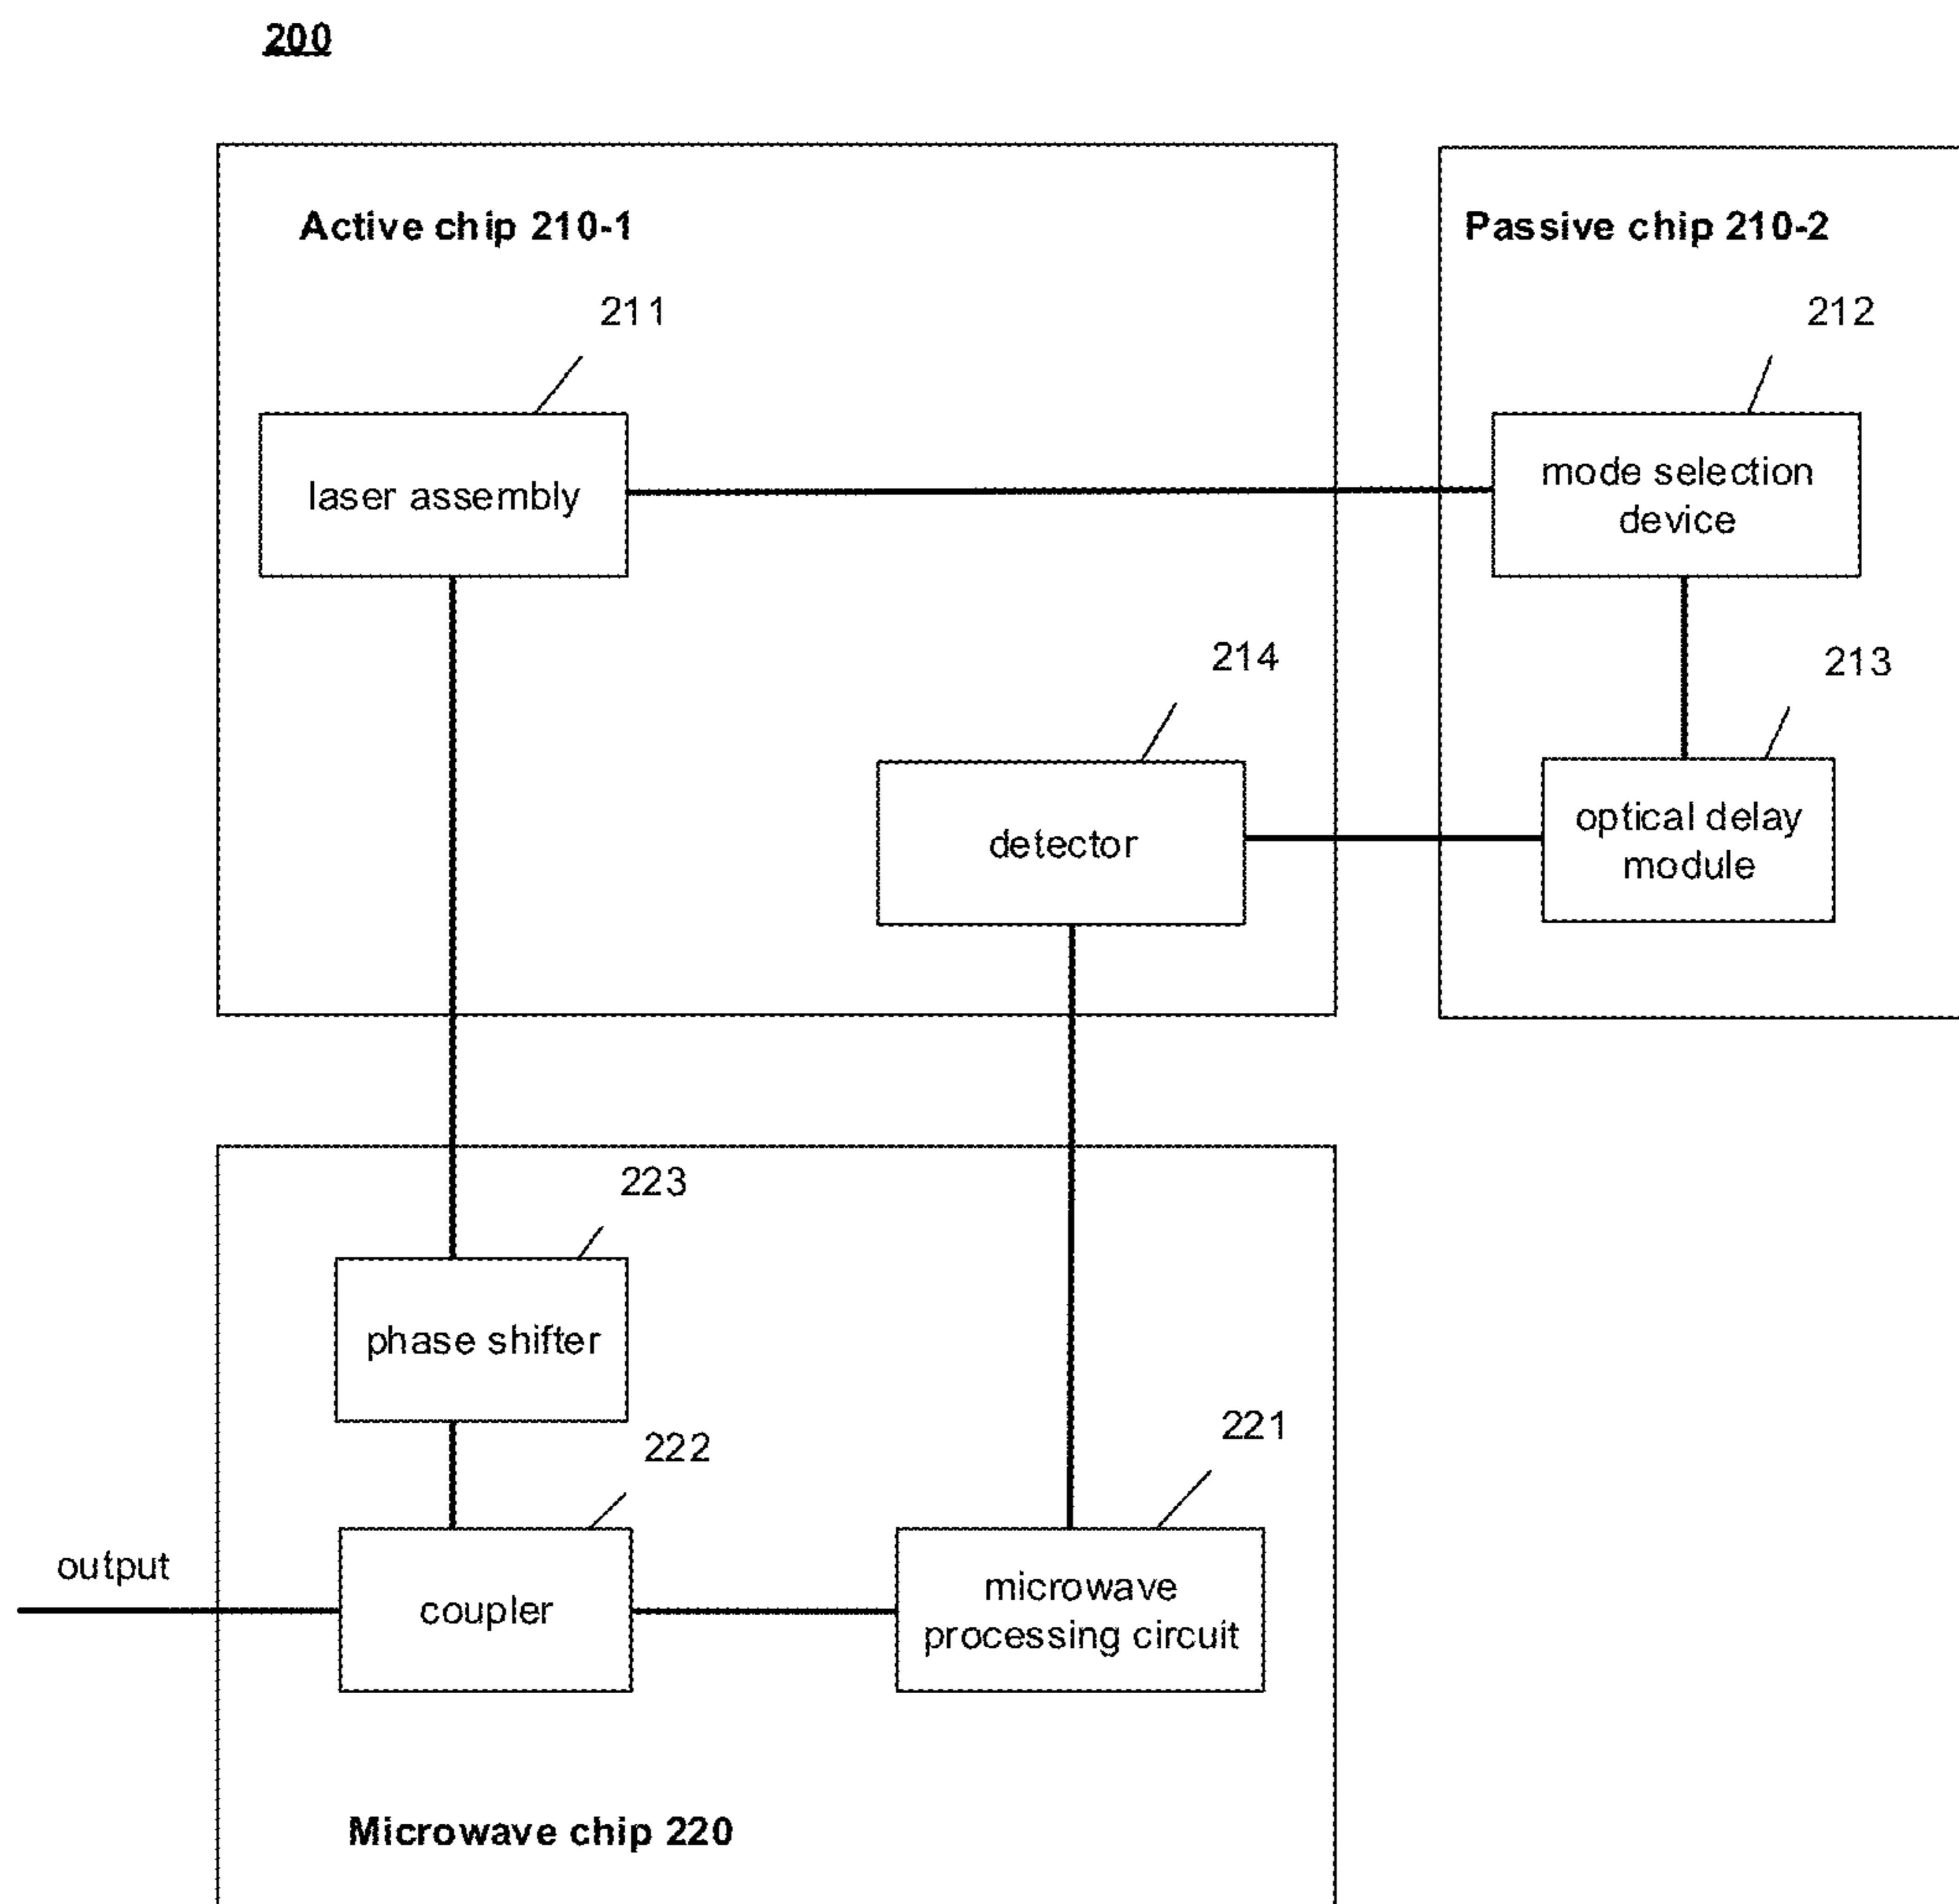 200
Active chip 210-1
Passive chip 210-2
211
212
laser assembly
mode selection
device
214
213
detector
optical delay
module
223
phase shifter
222
221
output
coupler
microwave
processing circuit
Microwave chip 220